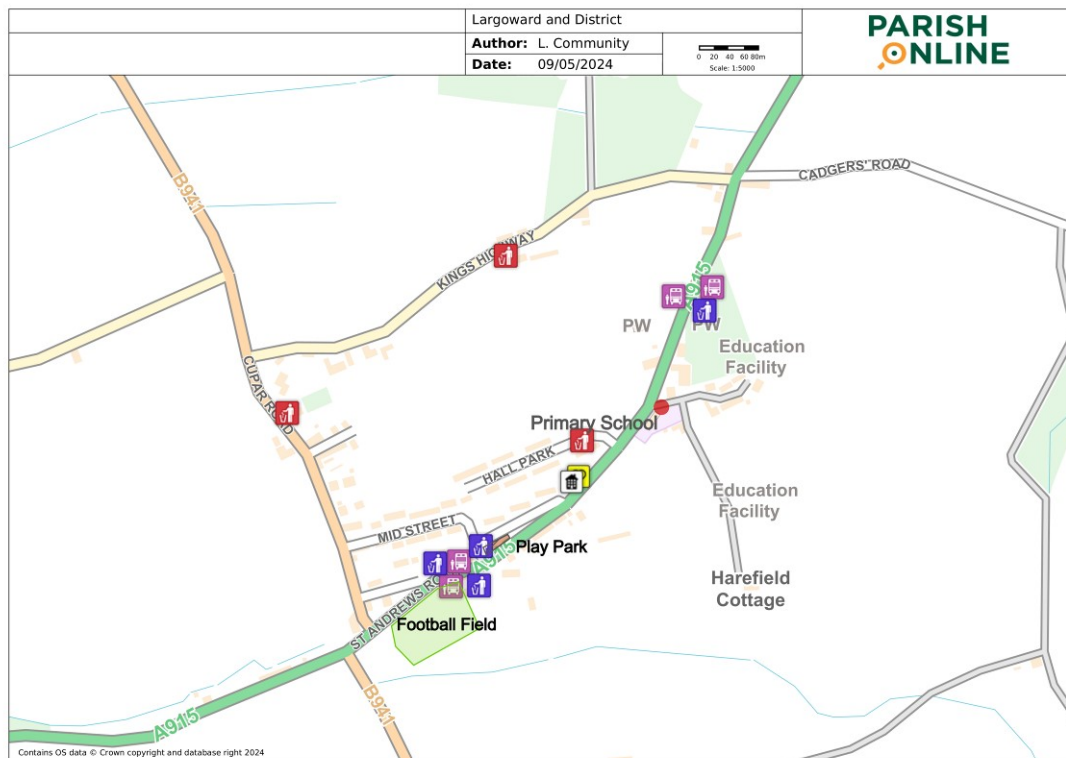 Largoward and District
PARISH
ONLINE
Author: L. Community
Date: 09/05/2024
0 20 40 60 80m
Scale: 1:5000
CADGERS' ROAD
B941
KINGS HIGHWAY
A915
PW
PW
Education
Facility
CUPAR ROAD
Primary School
HALL PARK
Education
Facility
MID STREET
Play Park
A915
Harefield
Cottage
ST ANDREWS ROAD
Football Field
B941
A915
Contains OS data © Crown copyright and database right 2024